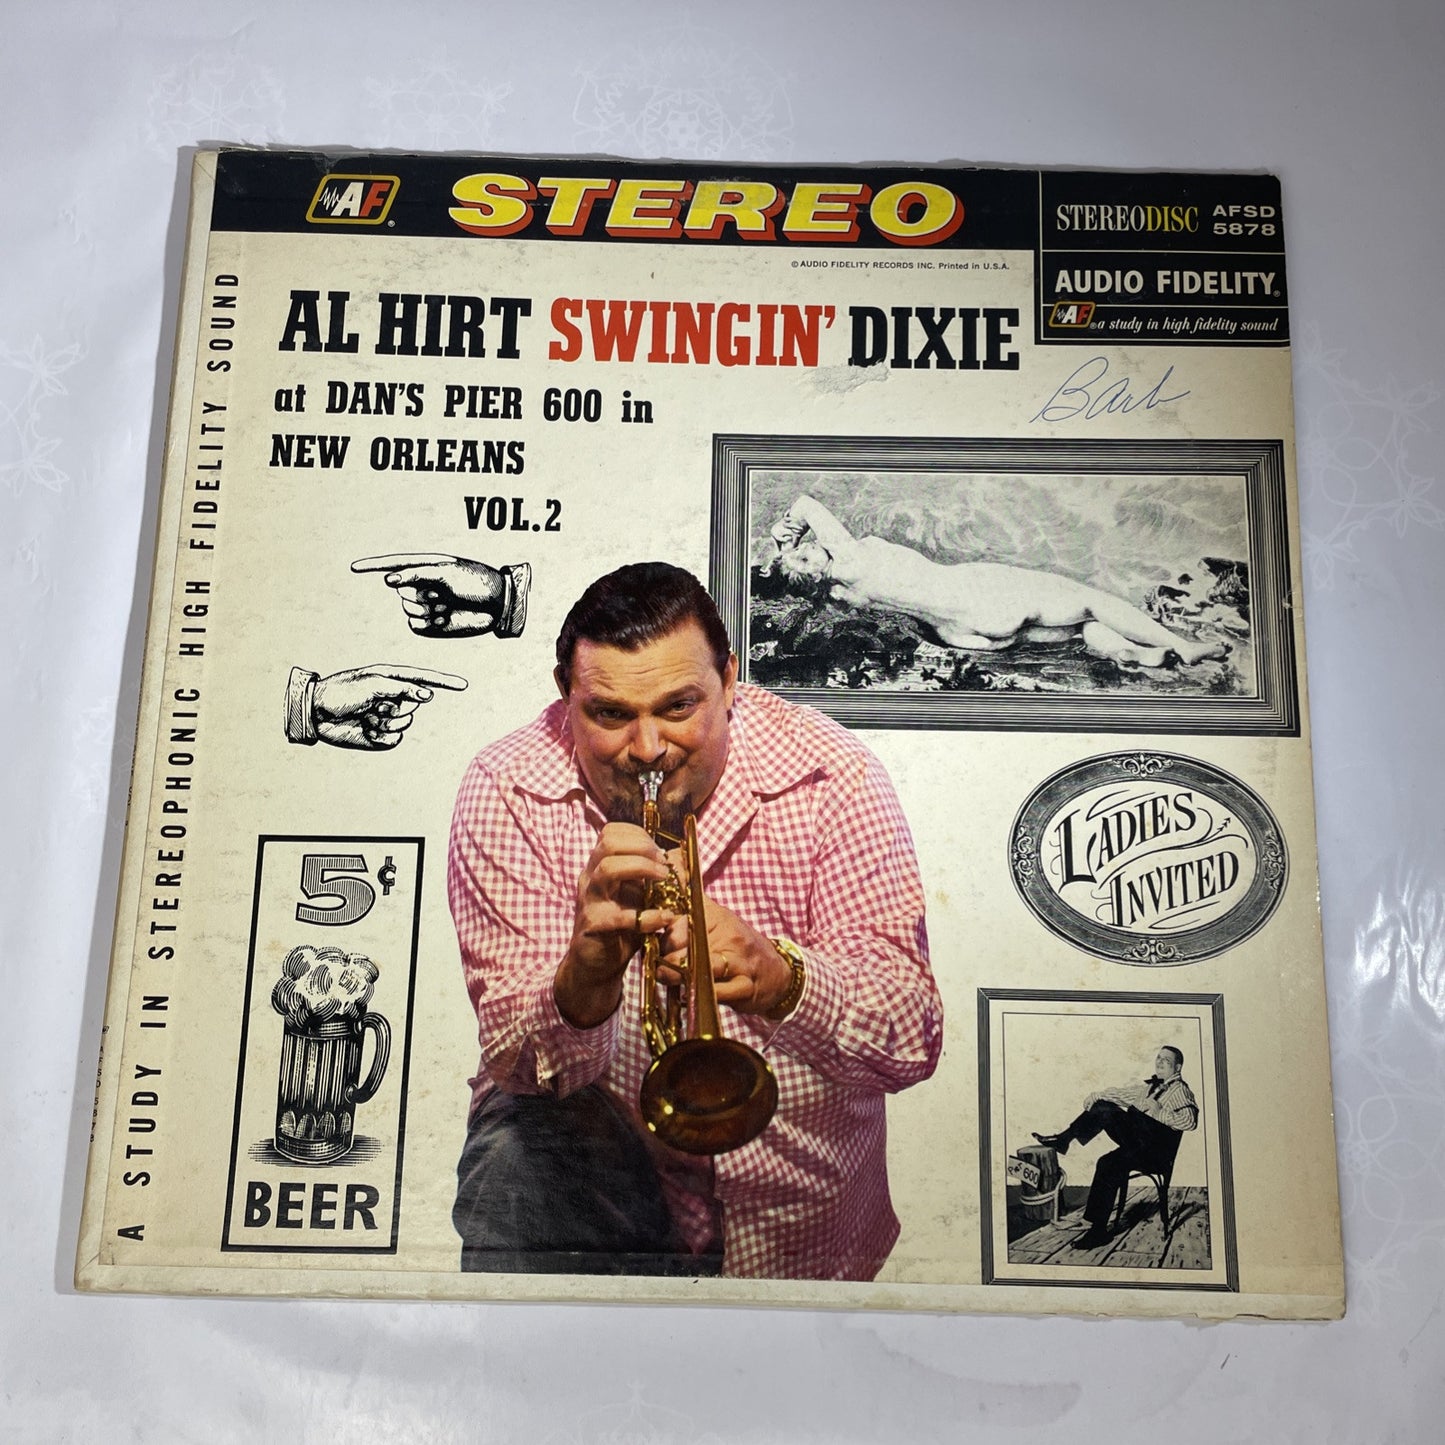 AF®
STEREO
STEREODISC AFSD 5878
AUDIO FIDELITY®
AF® a study in high fidelity sound
© AUDIO FIDELITY RECORDS INC. Printed in U.S.A.
AL HIRT SWINGIN' DIXIE
at DAN'S PIER 600 in
NEW ORLEANS
VOL.2
Barb
A STUDY IN STEREOPHONIC HIGH FIDELITY SOUND
5¢
BEER
LADIES
INVITED
600